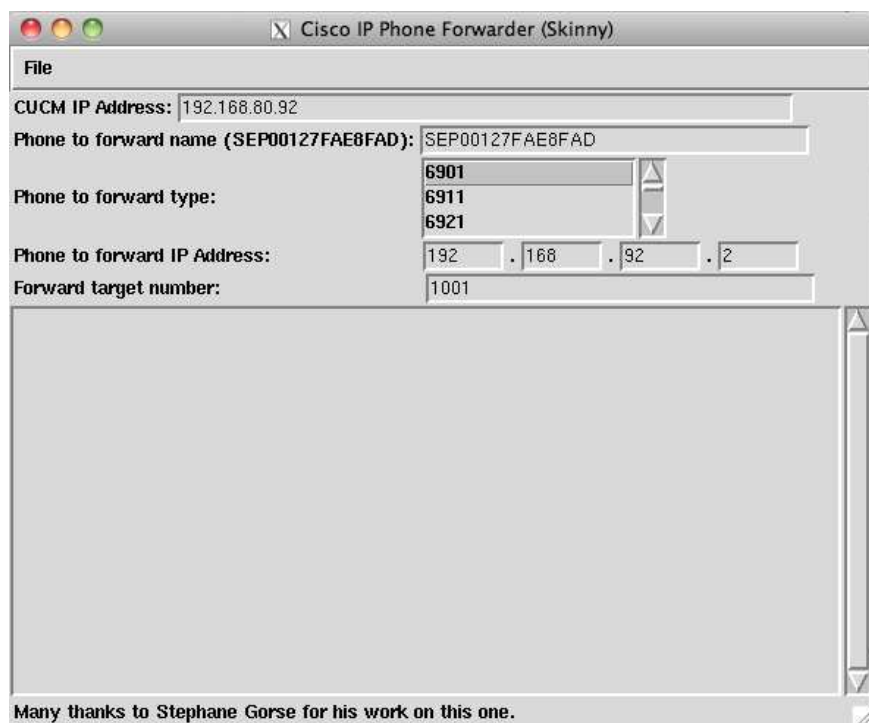 X Cisco IP Phone Forwarder (Skinny)
File
CUCM IP Address: 192.168.80.92
Phone to forward name (SEP00127FAE8FAD): SEP00127FAE8FAD
Phone to forward type:
6901
6911
6921
Phone to forward IP Address: 192 . 168 . 92 . 2
Forward target number: 1001
Many thanks to Stephane Gorse for his work on this one.